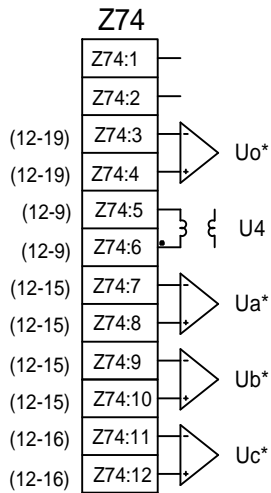 Z74
Z74:1
Z74:2
(12-19) Z74:3 -
Uo*
(12-19) Z74:4 +
(12-9) Z74:5
U4
(12-9) Z74:6
(12-15) Z74:7 -
Ua*
(12-15) Z74:8 +
(12-15) Z74:9 -
Ub*
(12-15) Z74:10 +
(12-16) Z74:11 -
Uc*
(12-16) Z74:12 +